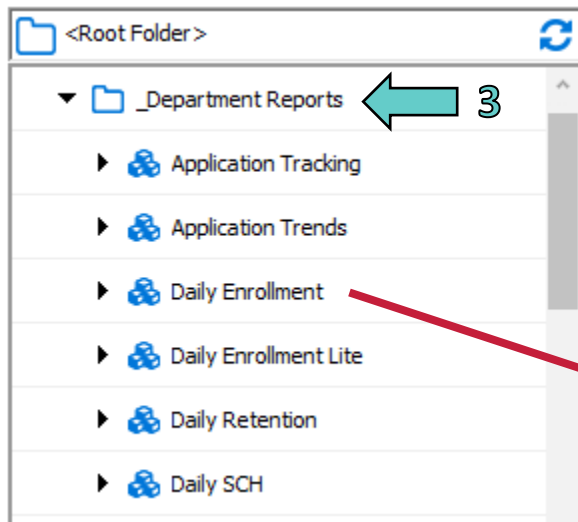 <Root Folder>
_Department Reports 3
Application Tracking
Application Trends
Daily Enrollment
Daily Enrollment Lite
Daily Retention
Daily SCH